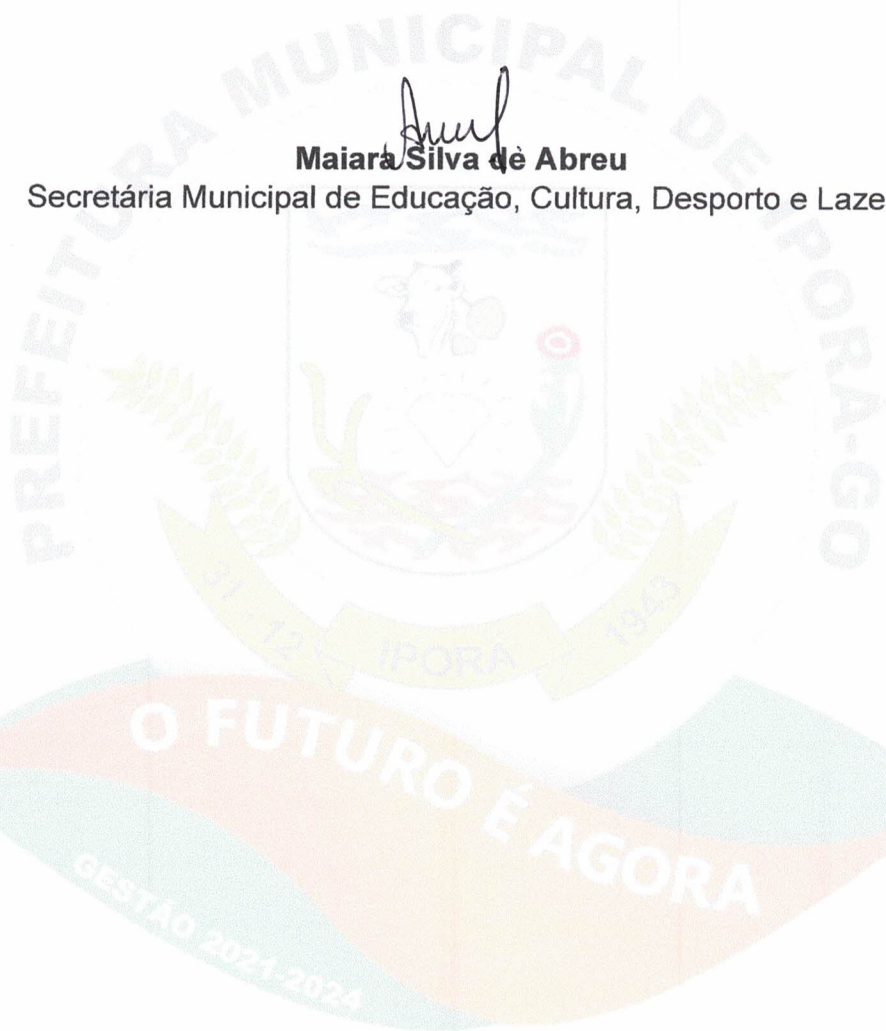 PREFEITURA MUNICIPAL DE IPORÁ-GO
Maiara Silva de Abreu
Secretária Municipal de Educação, Cultura, Desporto e Laze
31 - 12 IPORÁ 1943
O FUTURO É AGORA
GESTÃO 2021-2024